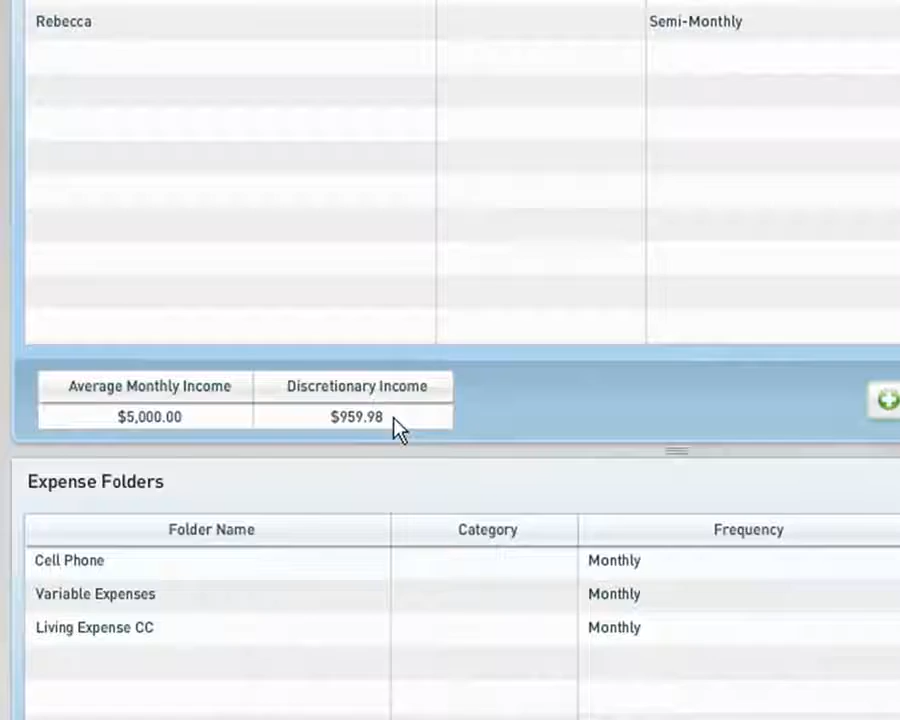 Rebecca Semi-Monthly
Average Monthly Income Discretionary Income
$5,000.00 $959.98
Expense Folders
Folder Name Category Frequency
Cell Phone Monthly
Variable Expenses Monthly
Living Expense CC Monthly